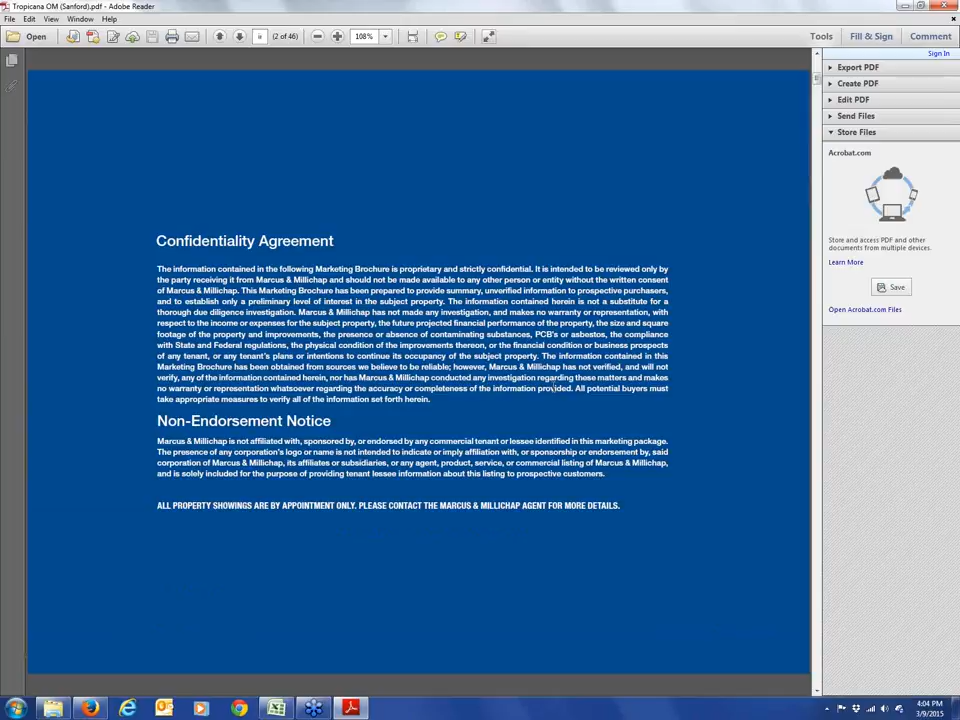 Tropicana OM (Sanford).pdf - Adobe Reader
File Edit View Window Help
Open ii (2 of 46) 108% Tools Fill & Sign Comment
Sign In
Export PDF
Create PDF
Edit PDF
Send Files
Store Files
Acrobat.com
Store and access PDF and other
documents from multiple devices.
Learn More
Save
Open Acrobat.com Files
Confidentiality Agreement
The information contained in the following Marketing Brochure is proprietary and strictly confidential. It is intended to be reviewed only by
the party receiving it from Marcus & Millichap and should not be made available to any other person or entity without the written consent
of Marcus & Millichap. This Marketing Brochure has been prepared to provide summary, unverified information to prospective purchasers,
and to establish only a preliminary level of interest in the subject property. The information contained herein is not a substitute for a
thorough due diligence investigation. Marcus & Millichap has not made any investigation, and makes no warranty or representation, with
respect to the income or expenses for the subject property, the future projected financial performance of the property, the size and square
footage of the property and improvements, the presence or absence of contaminating substances, PCB's or asbestos, the compliance
with State and Federal regulations, the physical condition of the improvements thereon, or the financial condition or business prospects
of any tenant, or any tenant's plans or intentions to continue its occupancy of the subject property. The information contained in this
Marketing Brochure has been obtained from sources we believe to be reliable; however, Marcus & Millichap has not verified, and will not
verify, any of the information contained herein, nor has Marcus & Millichap conducted any investigation regarding these matters and makes
no warranty or representation whatsoever regarding the accuracy or completeness of the information provided. All potential buyers must
take appropriate measures to verify all of the information set forth herein.
Non-Endorsement Notice
Marcus & Millichap is not affiliated with, sponsored by, or endorsed by any commercial tenant or lessee identified in this marketing package.
The presence of any corporation's logo or name is not intended to indicate or imply affiliation with, or sponsorship or endorsement by, said
corporation of Marcus & Millichap, its affiliates or subsidiaries, or any agent, product, service, or commercial listing of Marcus & Millichap,
and is solely included for the purpose of providing tenant lessee information about this listing to prospective customers.
ALL PROPERTY SHOWINGS ARE BY APPOINTMENT ONLY. PLEASE CONTACT THE MARCUS & MILLICHAP AGENT FOR MORE DETAILS.
4:04 PM
3/9/2015